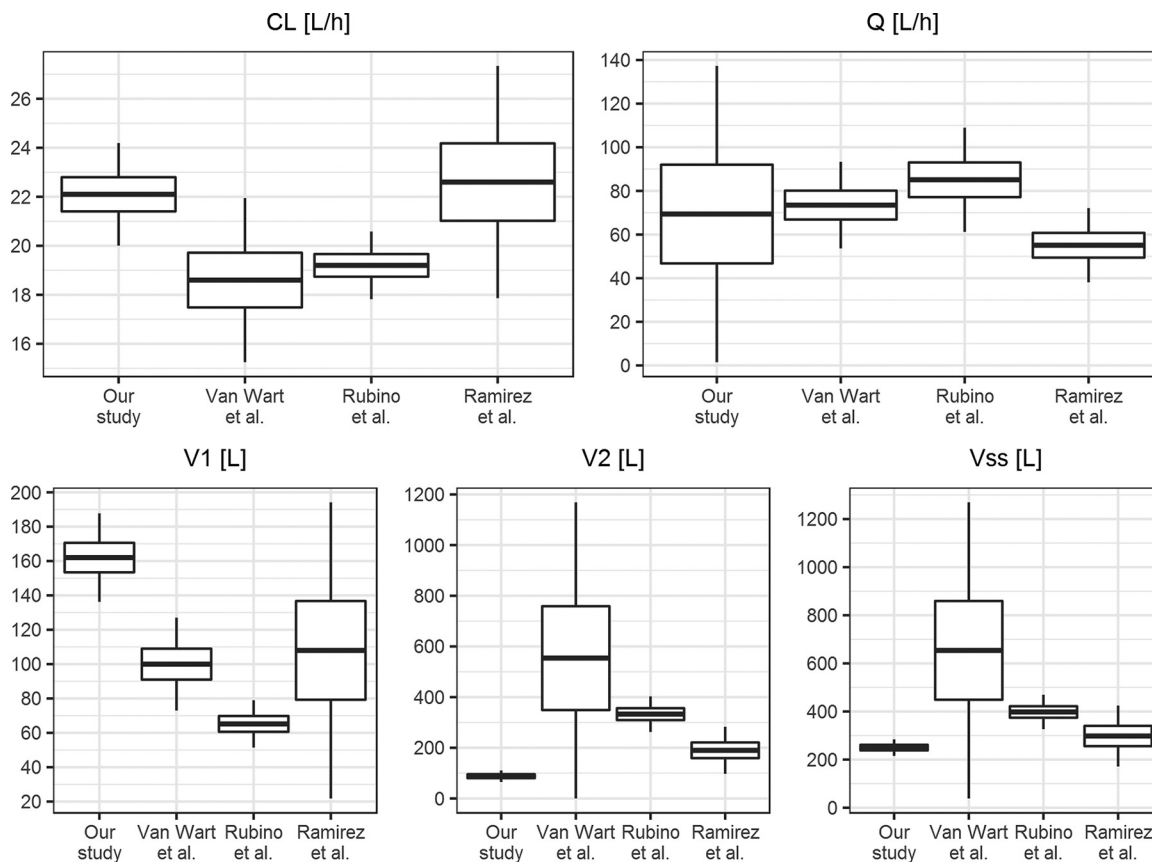 CL [L/h]
26
24
22
20
18
16
Our study
Van Wart et al.
Rubino et al.
Ramirez et al.
Q [L/h]
140
120
100
80
60
40
20
0
Our study
Van Wart et al.
Rubino et al.
Ramirez et al.
V1 [L]
200
180
160
140
120
100
80
60
40
20
Our study
Van Wart et al.
Rubino et al.
Ramirez et al.
V2 [L]
1200
1000
800
600
400
200
0
Our study
Van Wart et al.
Rubino et al.
Ramirez et al.
Vss [L]
1200
1000
800
600
400
200
0
Our study
Van Wart et al.
Rubino et al.
Ramirez et al.